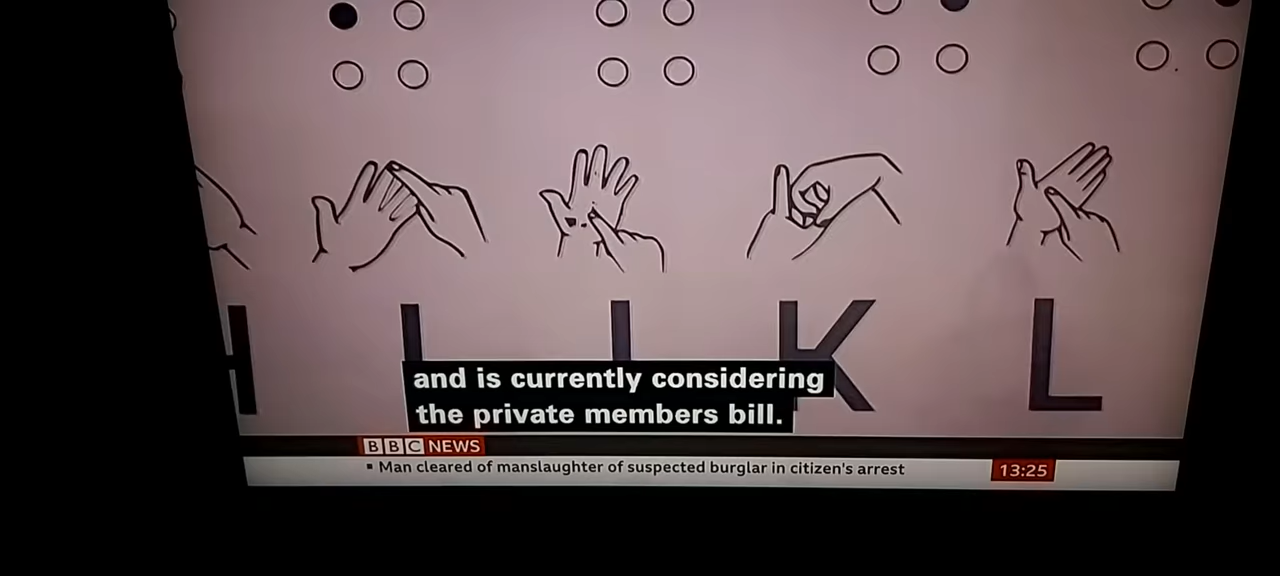 H I J K L
and is currently considering
the private members bill.
BBC NEWS
Man cleared of manslaughter of suspected burglar in citizen's arrest 13:25